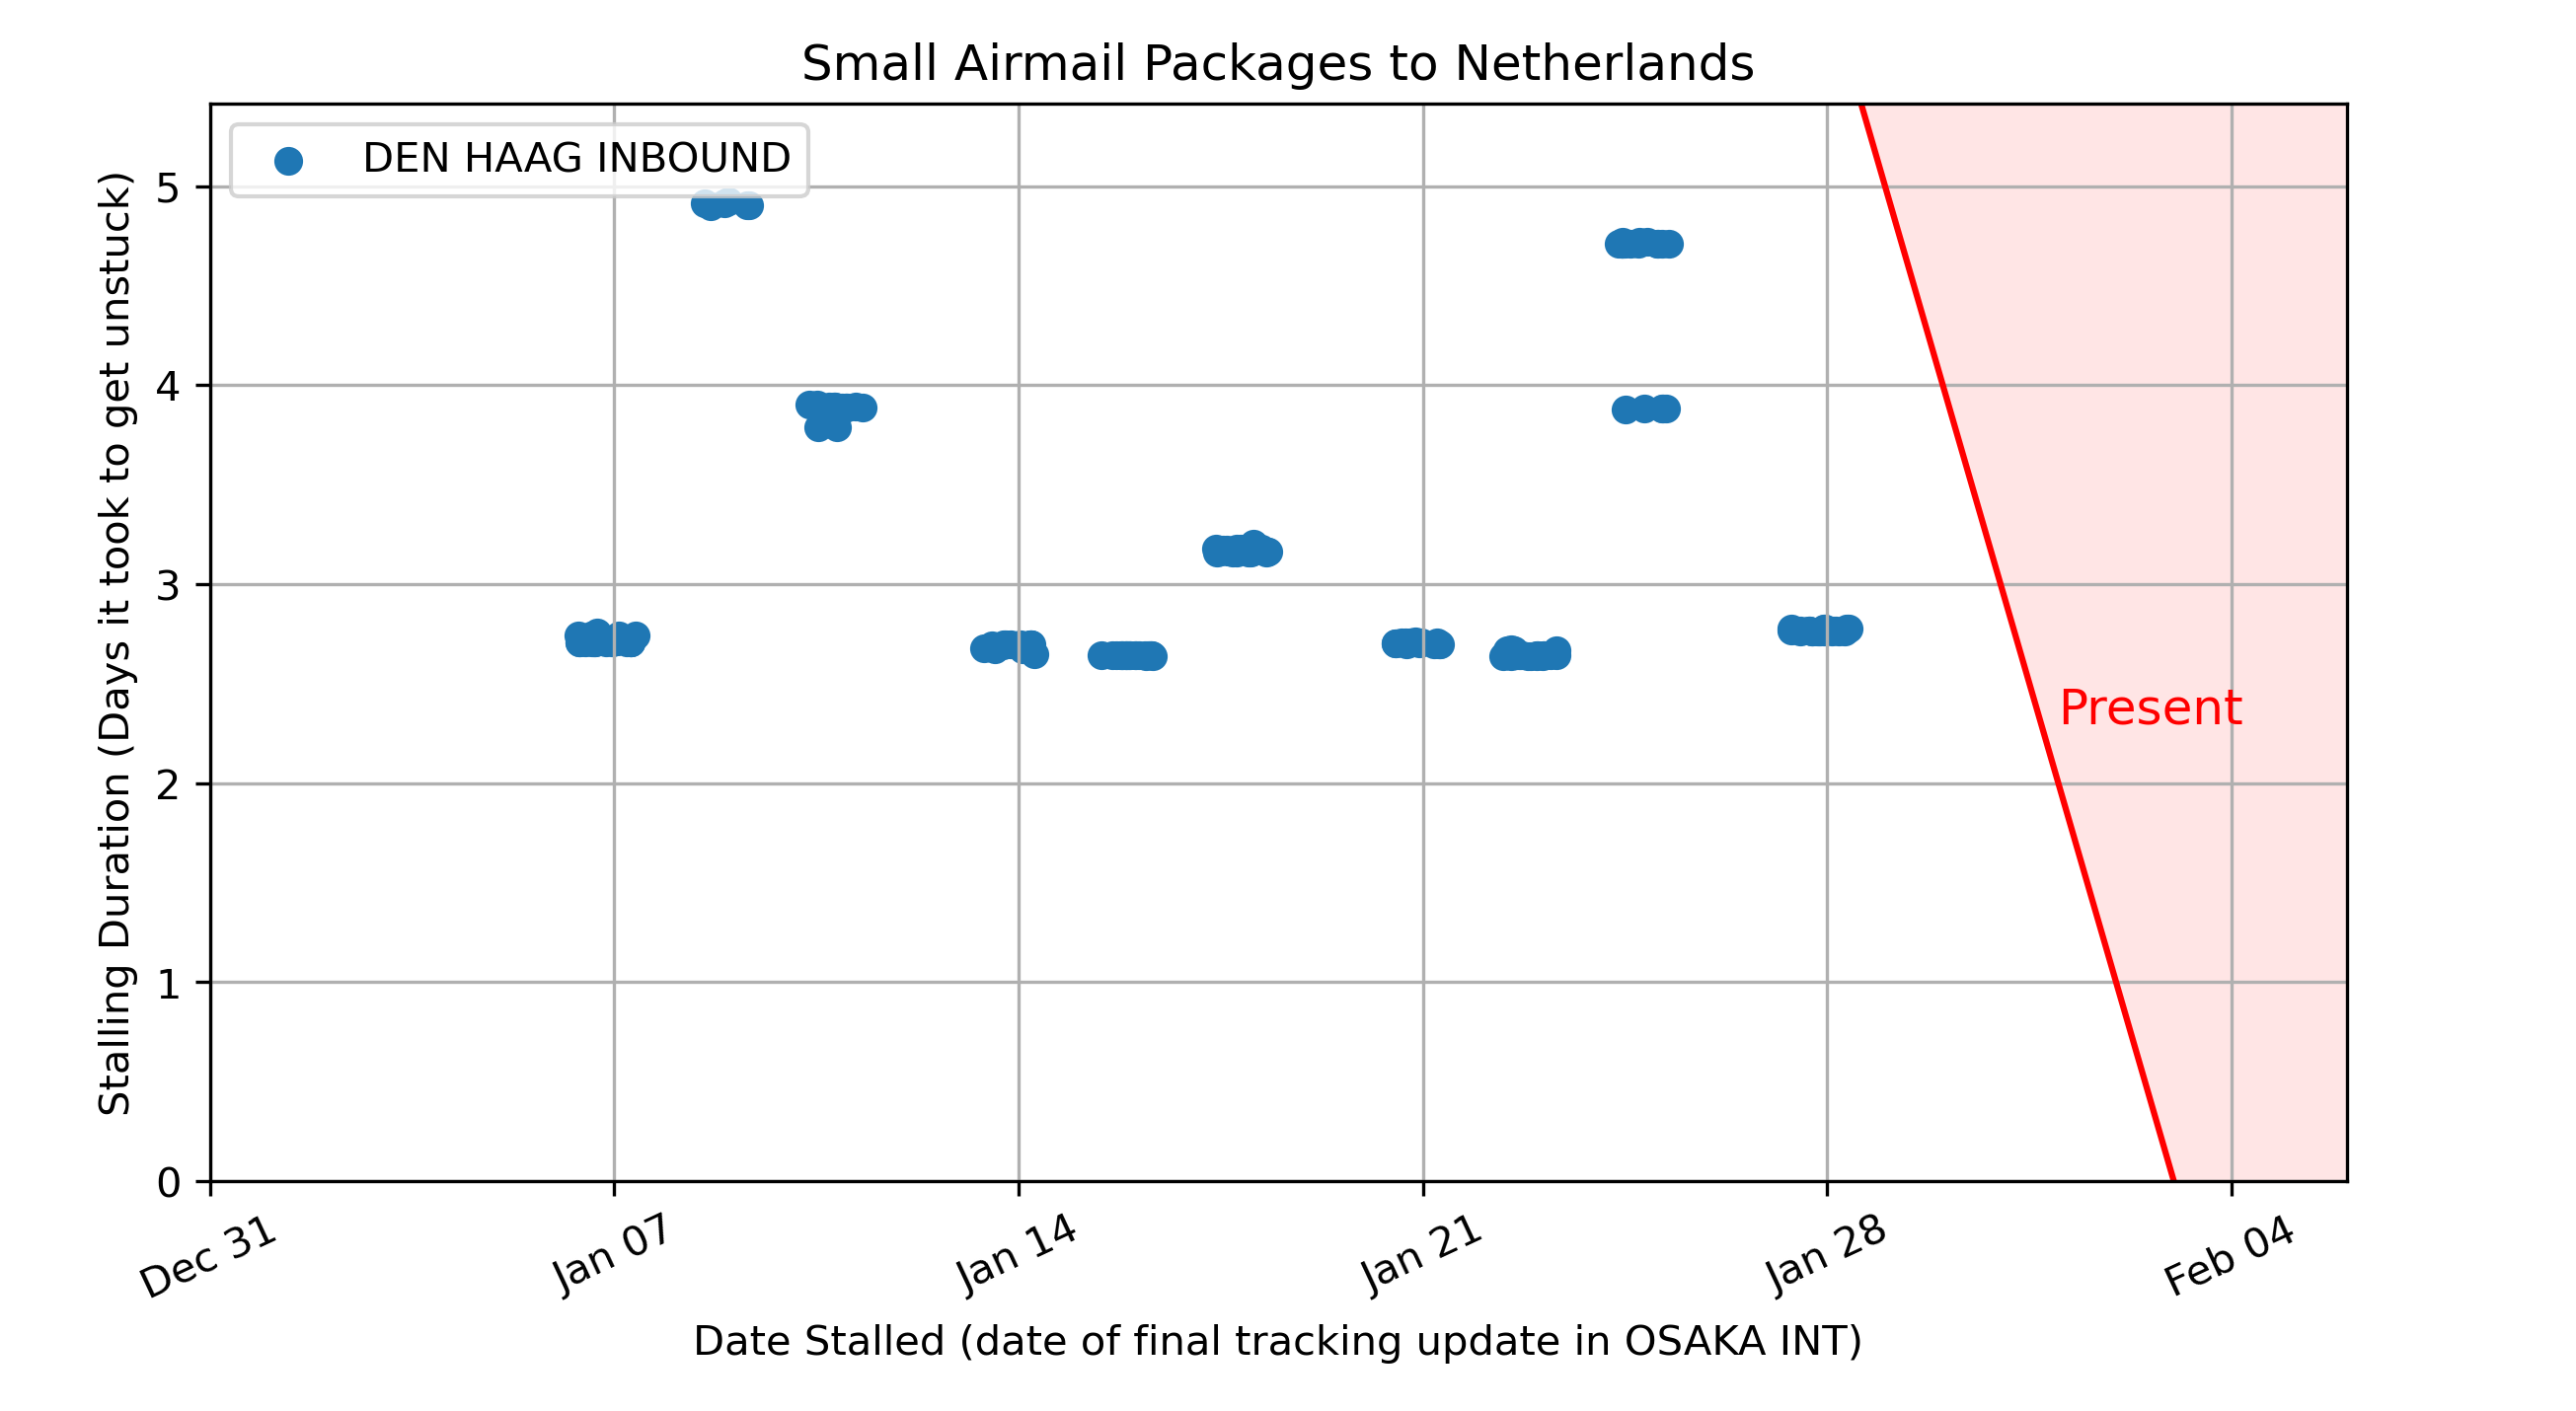 Small Airmail Packages to Netherlands
DEN HAAG INBOUND
Stalling Duration (Days it took to get unstuck)
5
4
3
2
1
0
Present
Dec 31
Jan 07
Jan 14
Jan 21
Jan 28
Feb 04
Date Stalled (date of final tracking update in OSAKA INT)